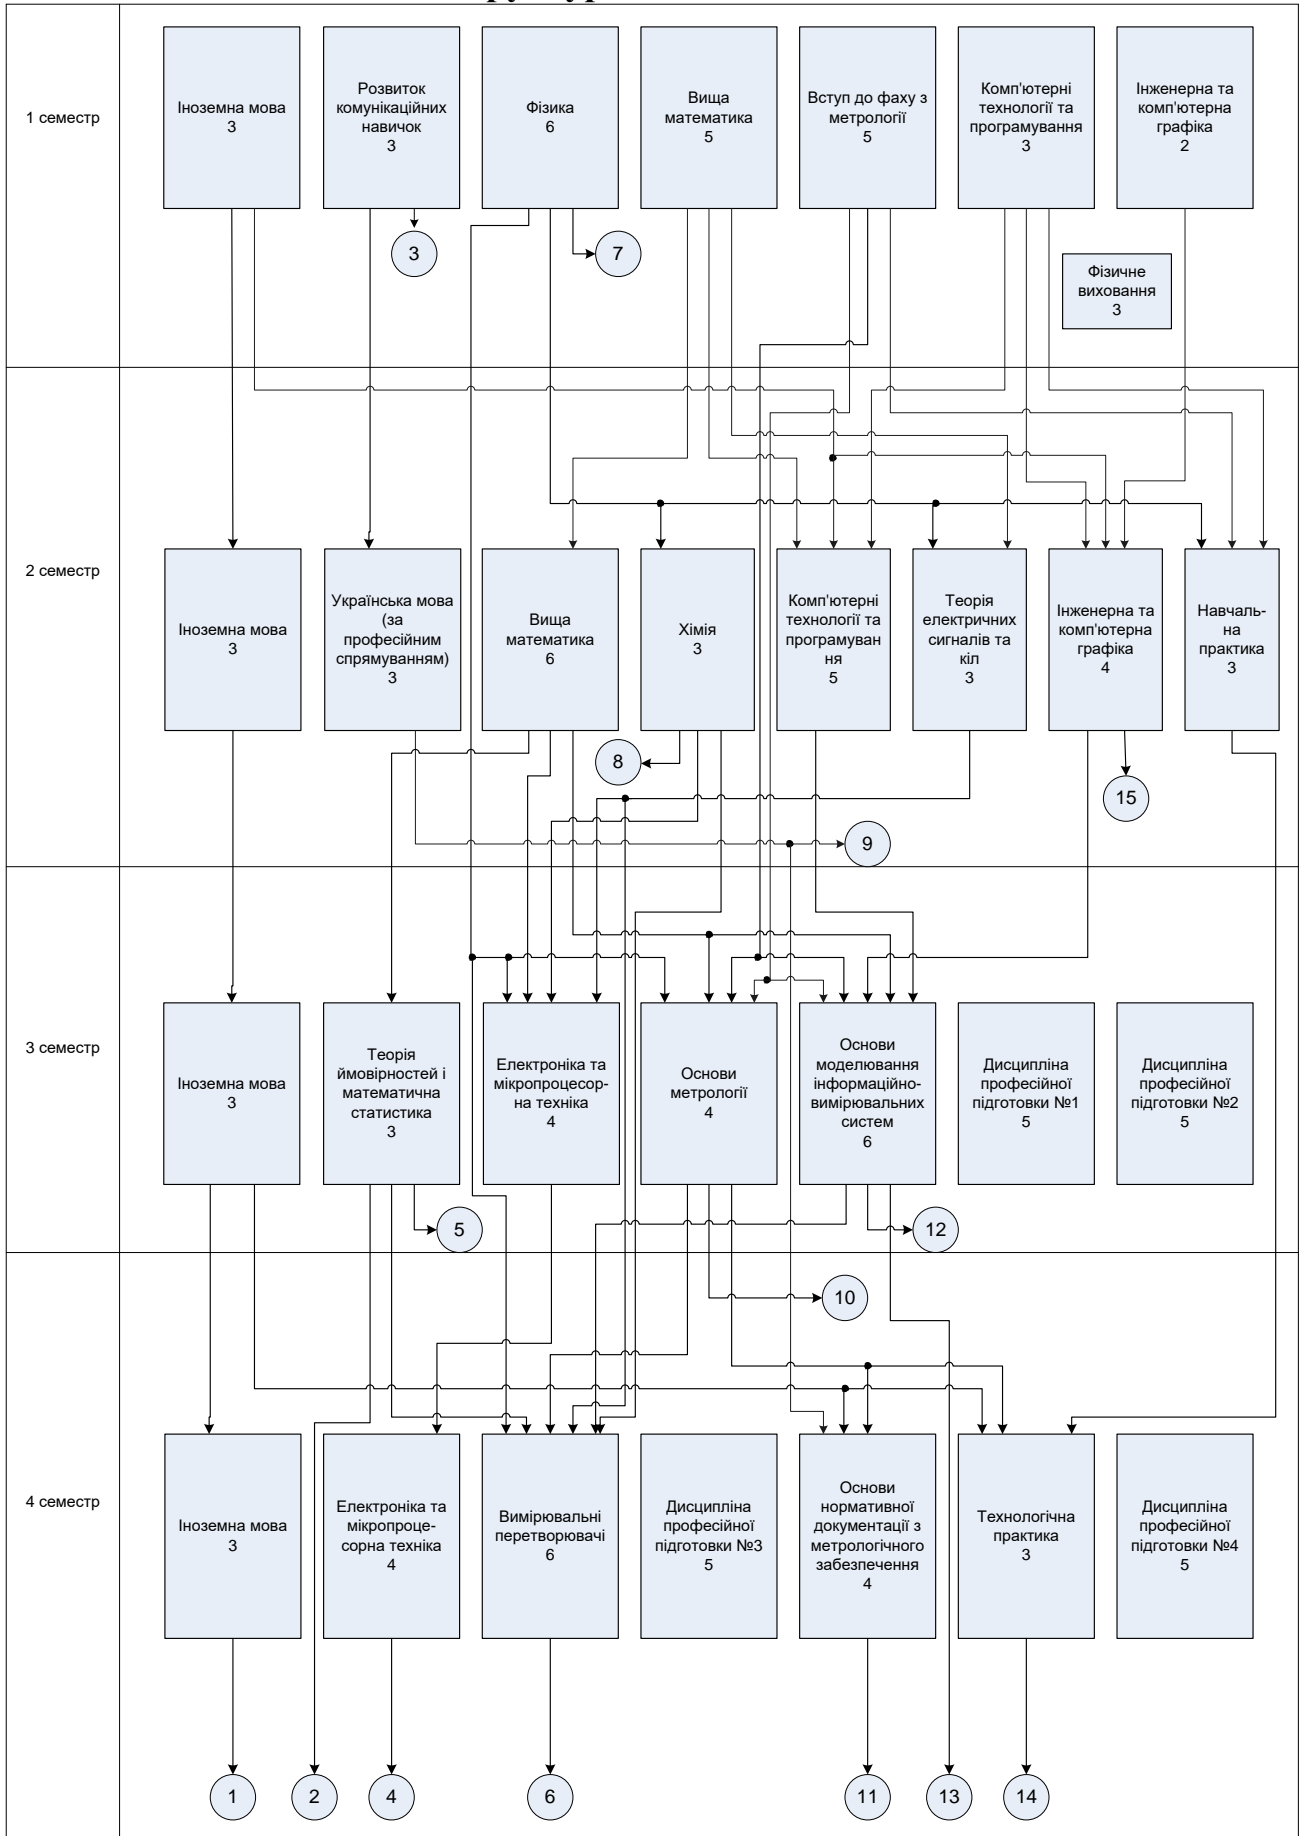 1 семестр
Іноземна мова
3
Розвиток
комунікаційних
навичок
3
Фізика
6
Вища
математика
5
Вступ до фаху з
метрології
5
Комп'ютерні
технології та
програмування
3
Інженерна та
комп'ютерна
графіка
2
3
7
Фізичне
виховання
3
2 семестр
Іноземна мова
3
Українська мова
(за
професійним
спрямуванням)
3
Вища
математика
6
Хімія
3
Комп'ютерні
технології та
програмуван
ня
5
Теорія
електричних
сигналів та
кіл
3
Інженерна та
комп'ютерна
графіка
4
Навчаль-
на
практика
3
8
15
9
3 семестр
Іноземна мова
3
Теорія
ймовірностей і
математична
статистика
3
Електроніка та
мікропроцесор-
на техніка
4
Основи
метрології
4
Основи
моделювання
інформаційно-
вимірювальних
систем
6
Дисципліна
професійної
підготовки №1
5
Дисципліна
професійної
підготовки №2
5
5
12
10
4 семестр
Іноземна мова
3
Електроніка та
мікропроце-
сорна техніка
4
Вимірювальні
перетворювачі
6
Дисципліна
професійної
підготовки №3
5
Основи
нормативної
документації з
метрологічного
забезпечення
4
Технологічна
практика
3
Дисципліна
професійної
підготовки №4
5
1
2
4
6
11
13
14